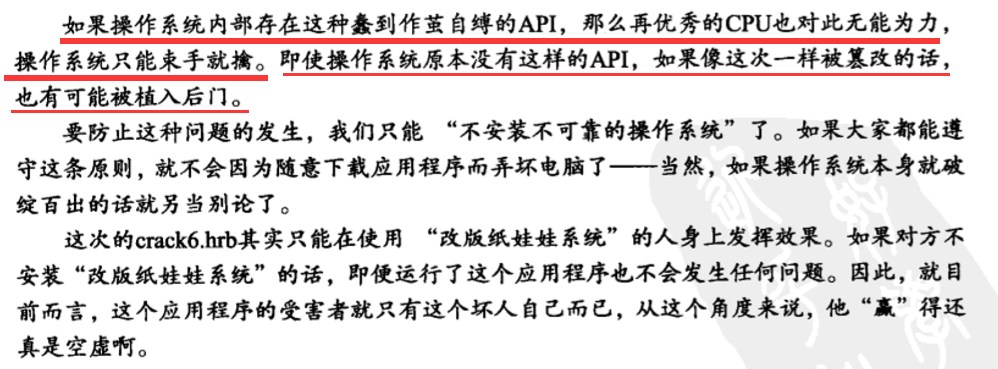 如果操作系统内部存在这种蠢到作茧自缚的API，那么再优秀的CPU也对此无能为力，
操作系统只能束手就擒。即使操作系统原本没有这样的API，如果像这次一样被篡改的话，
也有可能被植入后门。
要防止这种问题的发生，我们只能 “不安装不可靠的操作系统”了。如果大家都能遵
守这条原则，就不会因为随意下载应用程序而弄坏电脑了——当然，如果操作系统本身就破
绽百出的话就另当别论了。
这次的crack6.hrb其实只能在使用 “改版纸娃娃系统”的人身上发挥效果。如果对方不
安装“改版纸娃娃系统”的话，即便运行了这个应用程序也不会发生任何问题。因此，就目
前而言，这个应用程序的受害者就只有这个坏人自己而已，从这个角度来说，他“赢”得还
真是空虚啊。